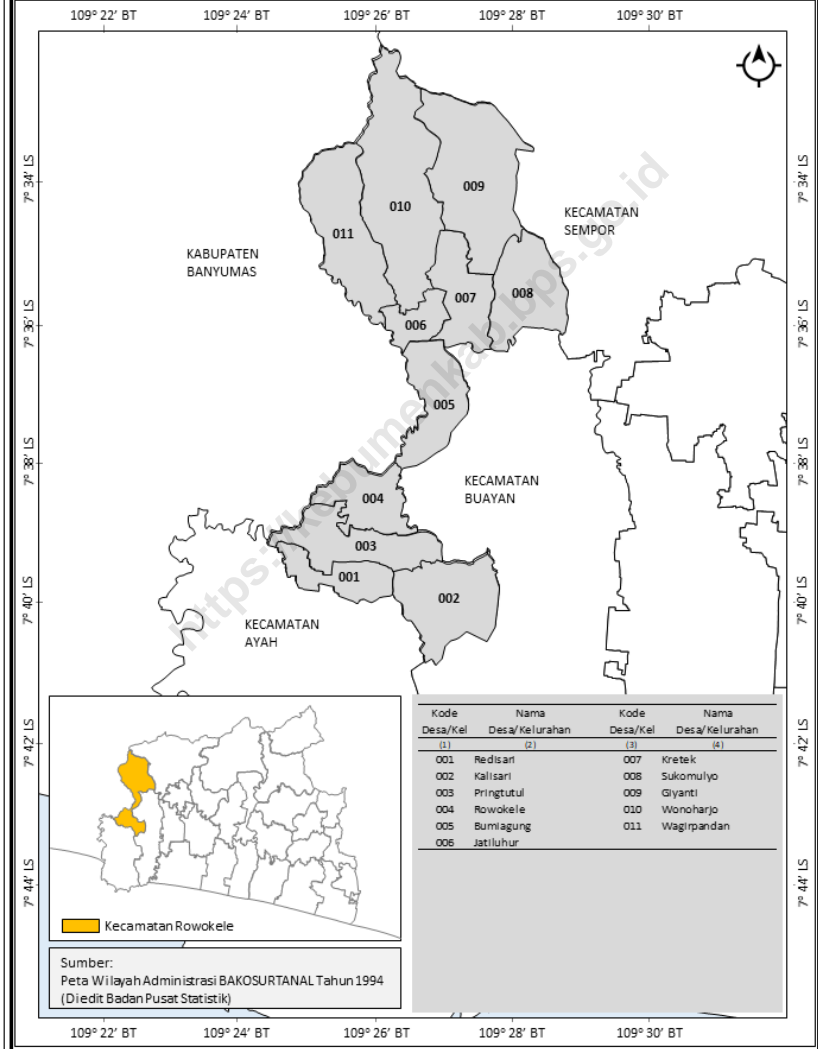 109° 22’ BT 109° 24’ BT 109° 26’ BT 109° 28’ BT 109° 30’ BT
7° 34’ LS
7° 34’ LS
009
010
KECAMATAN
SEMPOR
011
KABUPATEN
BANYUMAS
008
007
006
7° 36’ LS
7° 36’ LS
005
7° 38’ LS
7° 38’ LS
KECAMATAN
BUAYAN
004
003
001
002
7° 40’ LS
7° 40’ LS
KECAMATAN
AYAH
https://kebumenkab.bps.go.id
7° 42’ LS
7° 42’ LS
7° 44’ LS
7° 44’ LS
Kecamatan Rowokele
Sumber:
Peta Wilayah Administrasi BAKOSURTANAL Tahun 1994
(Diedit Badan Pusat Statistik)
Kode Nama Kode Nama
Desa/Kel Desa/Kelurahan Desa/Kel Desa/Kelurahan
(1) (2) (3) (4)
001 Redisari 007 Kretek
002 Kalisari 008 Sukomulyo
003 Pringtutul 009 Giyanti
004 Rowokele 010 Wonoharjo
005 Bumiagung 011 Wagirpandan
006 Jatiluhur
109° 22’ BT 109° 24’ BT 109° 26’ BT 109° 28’ BT 109° 30’ BT